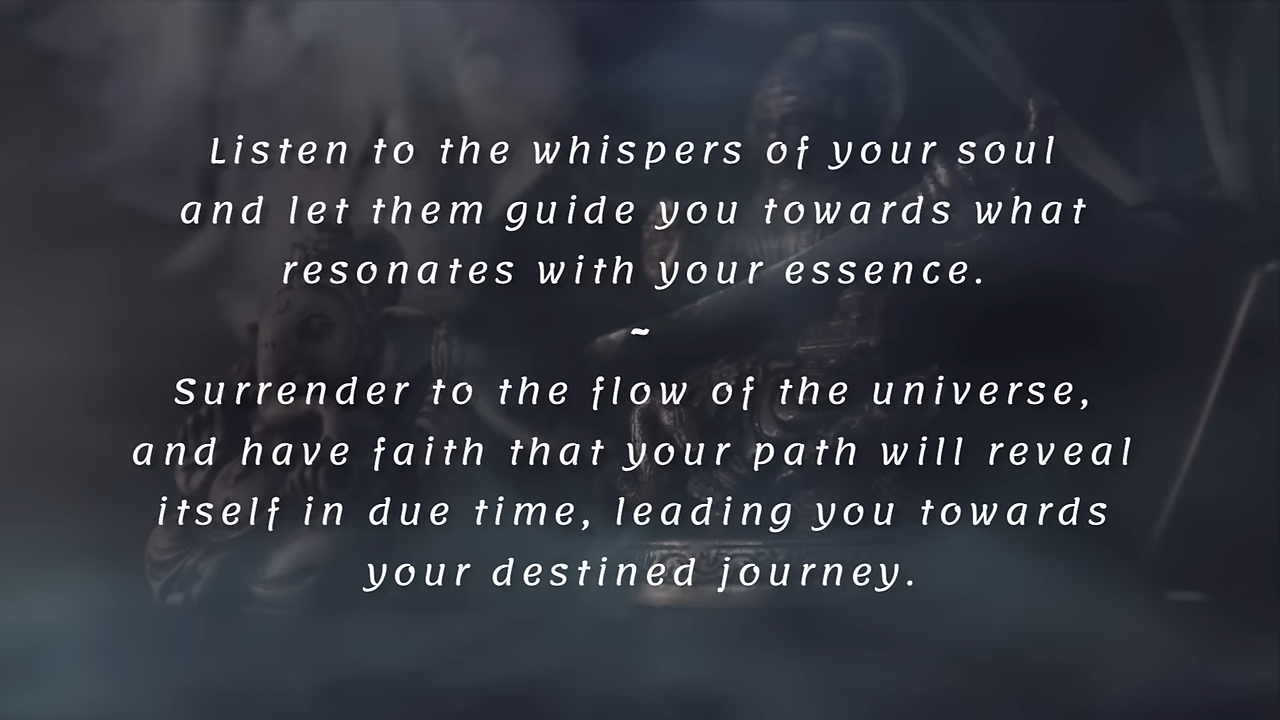 Listen to the whispers of your soul
and let them guide you towards what
resonates with your essence.
~
Surrender to the flow of the universe,
and have faith that your path will reveal
itself in due time, leading you towards
your destined journey.